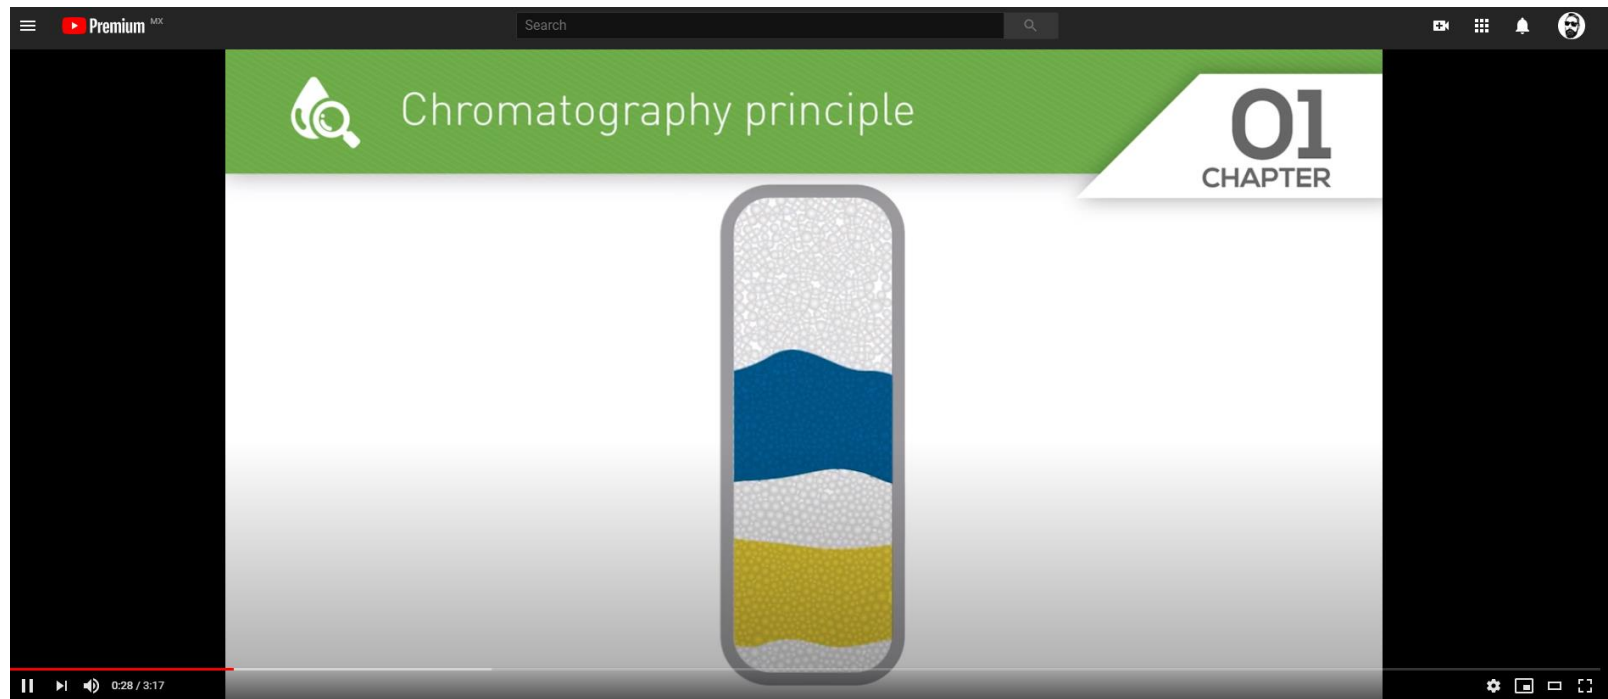 Premium MX
Search
Chromatography principle
01
CHAPTER
0:28 / 3:17